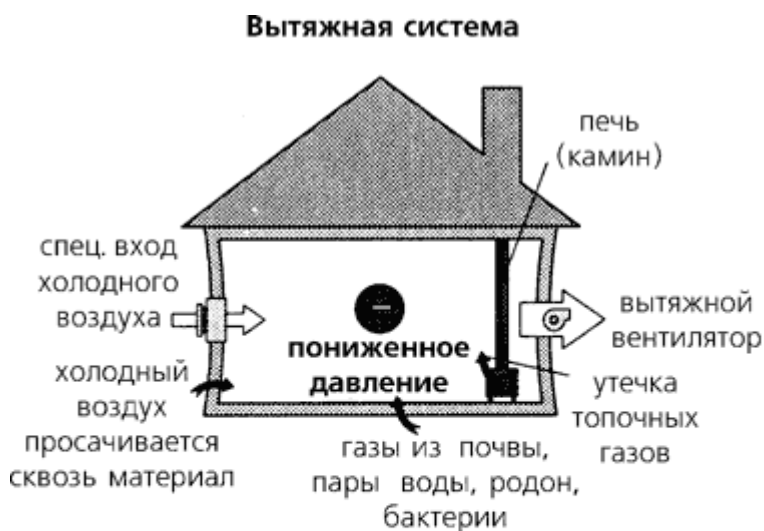 Вытяжная система
печь
(камин)
спец. вход
холодного
воздуха
пониженное
давление
вытяжной
вентилятор
холодный
воздух
просачивается
сквозь материал
утечка
топочных
газов
газы из почвы,
пары воды, родон,
бактерии